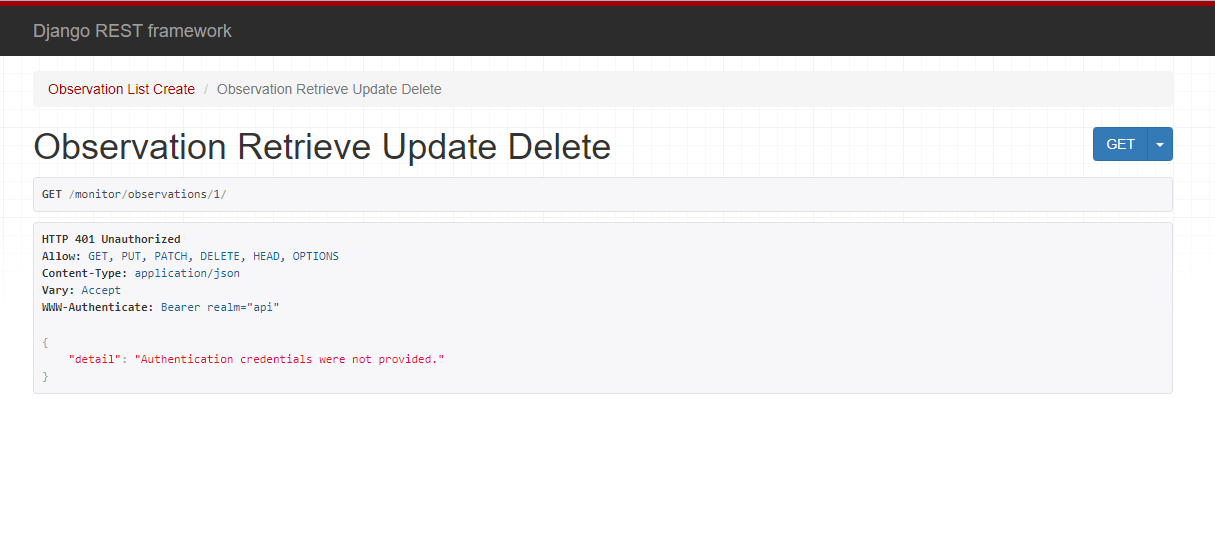 Django REST framework
Observation List Create / Observation Retrieve Update Delete
Observation Retrieve Update Delete
GET
GET /monitor/observations/1/
HTTP 401 Unauthorized
Allow: GET, PUT, PATCH, DELETE, HEAD, OPTIONS
Content-Type: application/json
Vary: Accept
WWW-Authenticate: Bearer realm="api"
{
    "detail": "Authentication credentials were not provided."
}